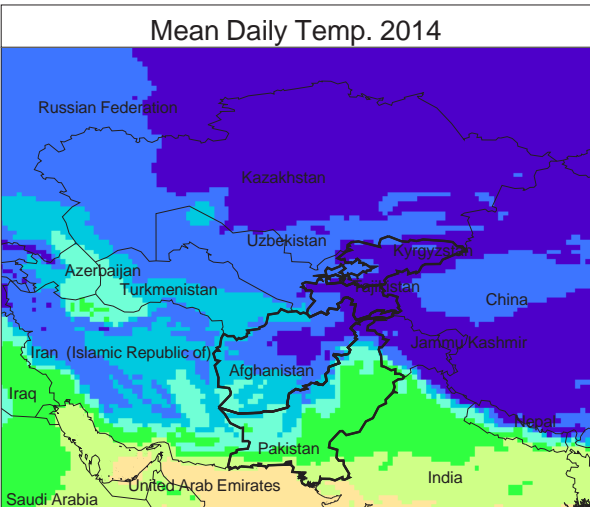 Mean Daily Temp. 2014
Russian Federation
Kazakhstan
Uzbekistan
Kyrgyzstan
Azerbaijan
Turkmenistan
Tajikistan
China
Iran (Islamic Republic of)
Jammu Kashmir
Afghanistan
Iraq
Nepal
Pakistan
India
United Arab Emirates
Saudi Arabia